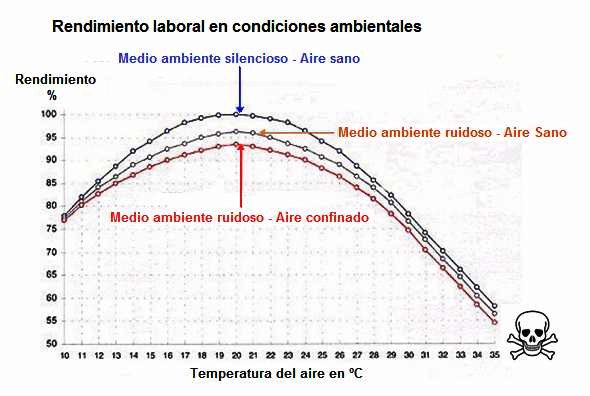 Rendimiento laboral en condiciones ambientales
Medio ambiente silencioso - Aire sano
Rendimiento
%
100
95
90
85
80
75
70
65
60
55
50
Medio ambiente ruidoso - Aire Sano
Medio ambiente ruidoso - Aire confinado
10 11 12 13 14 15 16 17 18 19 20 21 22 23 24 25 26 27 28 29 30 31 32 33 34 35
Temperatura del aire en ºC